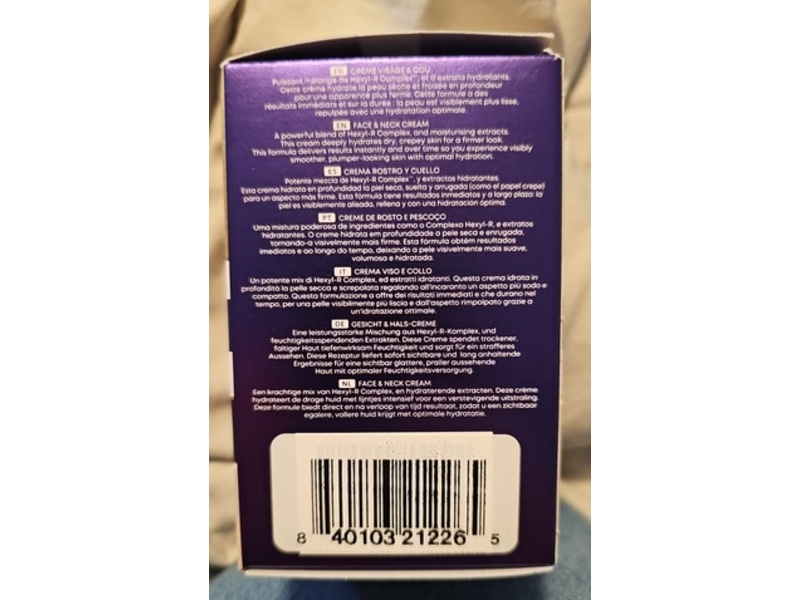 FR CRÈME VISAGE & COU
Puissant mélange de Hexyl-R Complex™, et d'extraits hydratants.
Cette crème hydrate la peau sèche et froisée en profondeur
pour une apparence plus ferme. Cette formule a des
résultats immédiats et sur la durée : la peau est visiblement plus lisse,
repulpée avec une hydratation optimale.
EN FACE & NECK CREAM
A powerful blend of Hexyl-R Complex, and moisturising extracts.
This cream deeply hydrates dry, crepey skin for a firmer look.
This formula delivers results instantly and over time so you experience visibly
smoother, plumper-looking skin with optimal hydration.
ES CREMA ROSTRO Y CUELLO
Potente mezcla de Hexyl-R Complex™, y extractos hidratantes.
Esta crema hidrata en profundidad la piel seca, suelta y arrugada (como el papel crepe)
para un aspecto más firme. Esta fórmula tiene resultados inmediatos y a largo plazo: la
piel es visiblemente alisada, rellena y con una hidratación óptima.
PT CREME DE ROSTO E PESCOÇO
Uma mistura poderosa de ingredientes como o Complexo Hexyl-R, e extratos
hidratantes. O creme hidrata em profundidade a pele seca e enrugada,
tornando-a visivelmente mais firme. Esta fórmula obtém resultados
imediatos e ao longo do tempo, deixando a pele visivelmente mais suave,
volumosa e hidratada.
IT CREMA VISO E COLLO
Un potente mix di Hexyl-R Complex, ed estratti idratanti. Questa crema idrata in
profondità la pelle secca e screpolata regalando all'incarnato un aspetto più sodo e
compatto. Questa formulazione a offre dei risultati immediati e che durano nel
tempo, per una pelle visibilmente più liscia e dall'aspetto rimpolpato grazie a
un'idratazione ottimale.
DE GESICHT & HALS-CREME
Eine leistungsstarke Mischung aus Hexyl-R-Komplex, und
feuchtigkeitsspendenden Extrakten. Diese Creme spendet trockener,
faltiger Haut tiefenwirksam Feuchtigkeit und sorgt für ein strafferes
Aussehen. Diese Rezeptur liefert sofort sichtbare und lang anhaltende
Ergebnisse für eine sichtbar glattere, praller aussehende
Haut mit optimaler Feuchtigkeitsversorgung.
NL FACE & NECK CREAM
Een krachtige mix van Hexyl-R Complex, en hydraterende extracten. Deze crème
hydrateert de droge huid met lijntjes intensief voor een verstevigende uitstraling.
Deze formule biedt direct en na verloop van tijd resultaat, zodat u een zichtbaar
egalere, vollere huid krijgt met optimale hydratatie.
8 40103 21226 5